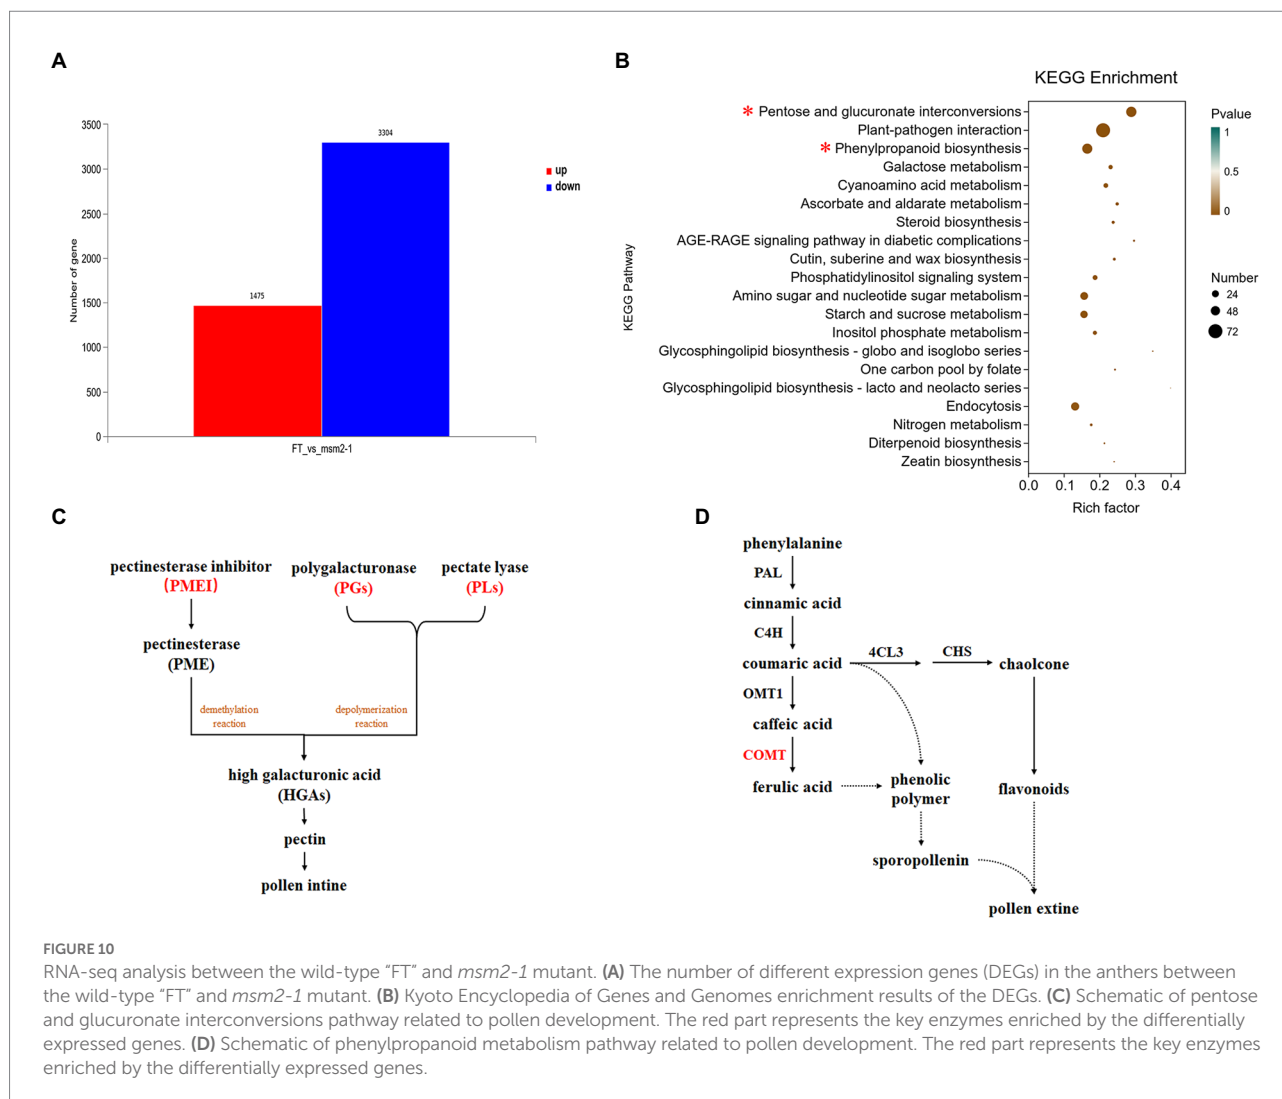 A
3500
3000
2500
2000
1500
1000
500
0
Number of gene
1475
3304
up
down
FT_vs_msm2-1
B
KEGG Enrichment
KEGG Pathway
* Pentose and glucuronate interconversions
Plant-pathogen interaction
* Phenylpropanoid biosynthesis
Galactose metabolism
Cyanoamino acid metabolism
Ascorbate and aldarate metabolism
Steroid biosynthesis
AGE-RAGE signaling pathway in diabetic complications
Cutin, suberine and wax biosynthesis
Phosphatidylinositol signaling system
Amino sugar and nucleotide sugar metabolism
Starch and sucrose metabolism
Inositol phosphate metabolism
Glycosphingolipid biosynthesis - globo and isoglobo series
One carbon pool by folate
Glycosphingolipid biosynthesis - lacto and neolacto series
Endocytosis
Nitrogen metabolism
Diterpenoid biosynthesis
Zeatin biosynthesis
0.0 0.1 0.2 0.3 0.4
Rich factor
Pvalue
1
0.5
0
Number
24
48
72
C
pectinesterase inhibitor
(PMEI)
polygalacturonase
(PGs)
pectate lyase
(PLs)
pectinesterase
(PME)
demethylation
reaction
depolymerization
reaction
high galacturonic acid
(HGAs)
pectin
pollen intine
D
phenylalanine
PAL
cinnamic acid
C4H
coumaric acid
4CL3
CHS
chaolcone
OMT1
caffeic acid
COMT
ferulic acid
phenolic
polymer
flavonoids
sporopollenin
pollen extine
FIGURE 10
RNA-seq analysis between the wild-type “FT” and msm2-1 mutant. (A) The number of different expression genes (DEGs) in the anthers between
the wild-type “FT” and msm2-1 mutant. (B) Kyoto Encyclopedia of Genes and Genomes enrichment results of the DEGs. (C) Schematic of pentose
and glucuronate interconversions pathway related to pollen development. The red part represents the key enzymes enriched by the differentially
expressed genes. (D) Schematic of phenylpropanoid metabolism pathway related to pollen development. The red part represents the key enzymes
enriched by the differentially expressed genes.